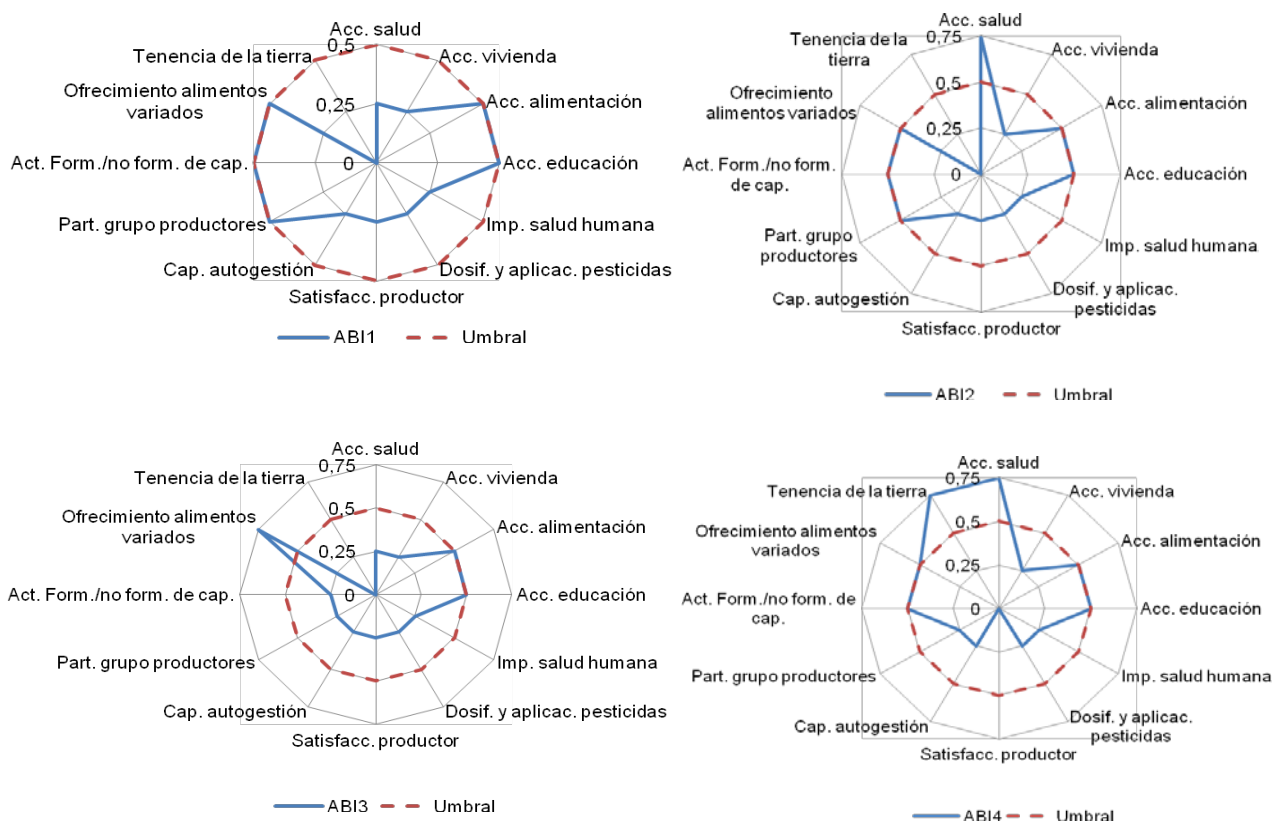 Acc. salud
0,5
Tenencia de la tierra
Acc. vivienda
Ofrecimiento alimentos
variados
0,25
Acc. alimentación
Act. Form./no form. de cap.
0
Acc. educación
Part. grupo productores
Imp. salud humana
Cap. autogestión
Dosif. y aplicac. pesticidas
Satisfacc. productor
ABI1
Umbral
Acc. salud
0,75
Tenencia de la
tierra
Acc. vivienda
0,5
Ofrecimiento
alimentos variados
Acc. alimentación
0,25
Act. Form./no form.
de cap.
0
Acc. educación
Part. grupo
productores
Imp. salud humana
Cap. autogestión
Dosif. y aplicac.
pesticidas
Satisfacc. productor
ABI2
Umbral
Acc. salud
0,75
Tenencia de la tierra
Acc. vivienda
Ofrecimiento alimentos
variados
0,5
Acc. alimentación
0,25
Act. Form./no form. de cap.
0
Acc. educación
Part. grupo productores
Imp. salud humana
Cap. autogestión
Dosif. y aplicac. pesticidas
Satisfacc. productor
ABI3
Umbral
Acc. salud
0,75
Tenencia de la tierra
Acc. vivienda
0,5
Ofrecimiento alimentos
variados
Acc. alimentación
0,25
Act. Form./no form. de
cap.
0
Acc. educación
Part. grupo productores
Imp. salud humana
Cap. autogestión
Dosif. y aplicac.
pesticidas
Satisfacc. productor
ABI4
Umbral